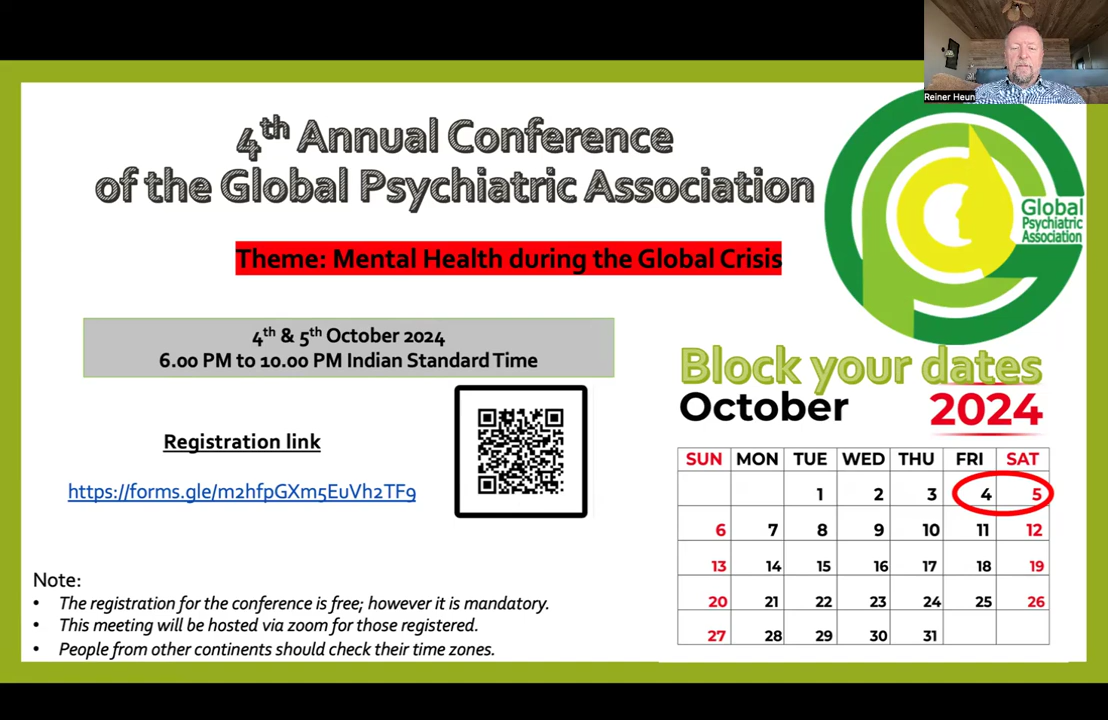 Reiner Heun
4th Annual Conference
of the Global Psychiatric Association
Theme: Mental Health during the Global Crisis
Global
Psychiatric
Association
4th & 5th October 2024
6.00 PM to 10.00 PM Indian Standard Time
Registration link
https://forms.gle/m2hfpGXm5EuVh2TF9
Block your dates
October 2024
SUN MON TUE WED THU FRI SAT
1 2 3 4 5
6 7 8 9 10 11 12
13 14 15 16 17 18 19
20 21 22 23 24 25 26
27 28 29 30 31
Note:
• The registration for the conference is free; however it is mandatory.
• This meeting will be hosted via zoom for those registered.
• People from other continents should check their time zones.